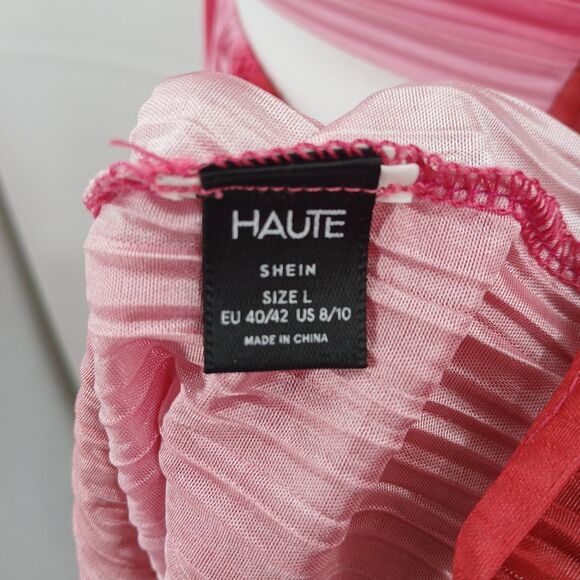 HAUTE
SHEIN
SIZE L
EU 40/42 US 8/10
MADE IN CHINA